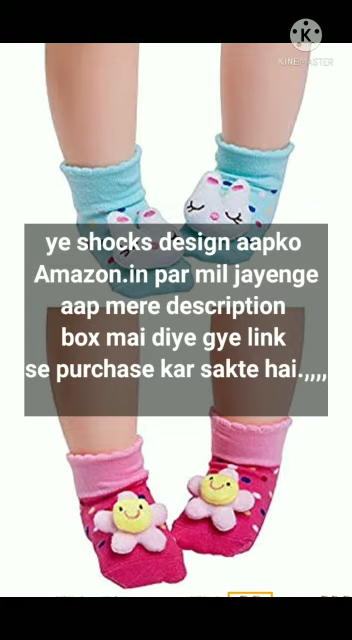 K
KINEMASTER
ye shocks design aapko
Amazon.in par mil jayenge
aap mere description
box mai diye gye link
se purchase kar sakte hai.,,,,